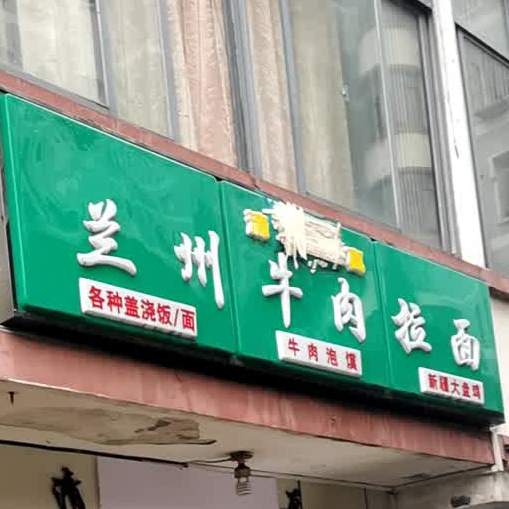 兰州牛肉拉面
各种盖浇饭/面
牛肉泡馍
新疆大盘鸡